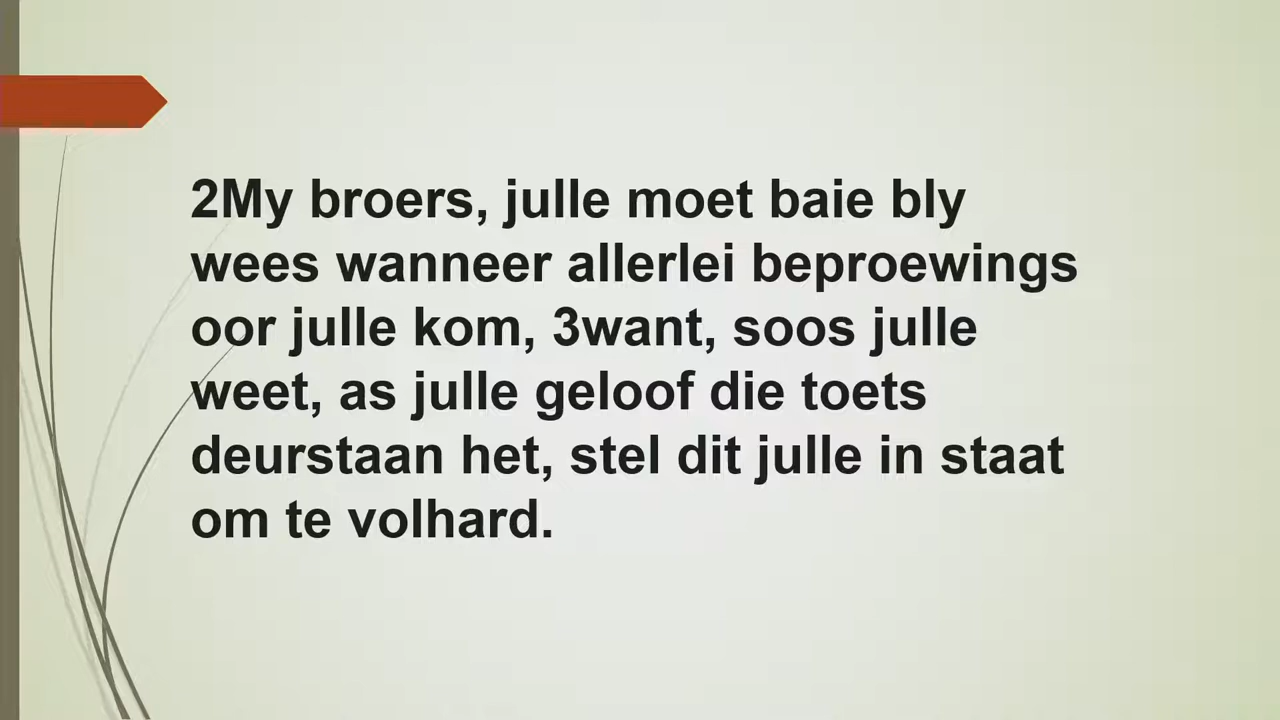 2My broers, julle moet baie bly
wees wanneer allerlei beproewings
oor julle kom, 3want, soos julle
weet, as julle geloof die toets
deurstaan het, stel dit julle in staat
om te volhard.